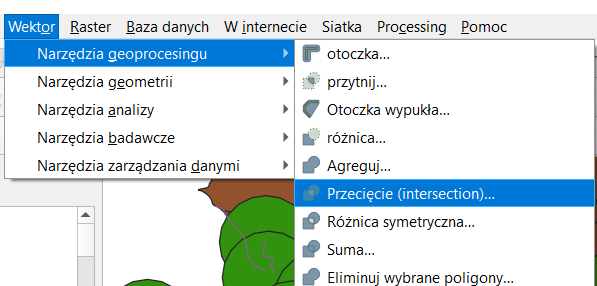 Wektor Raster Baza danych W internecie Siatka Processing Pomoc
Narzędzia geoprocesingu
Narzędzia geometrii
Narzędzia analizy
Narzędzia badawcze
Narzędzia zarządzania danymi
otoczka...
przytnij...
Otoczka wypukła...
różnica...
Agreguj...
Przecięcie (intersection)...
Różnica symetryczna...
Suma...
Eliminuj wybrane poligony...